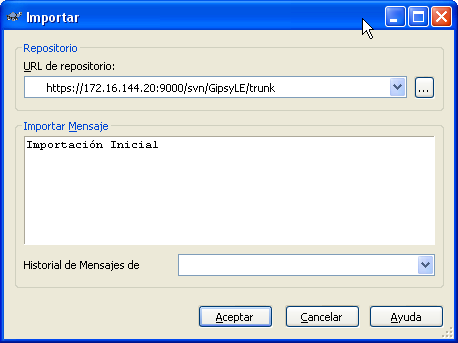 Importar
Repositorio
URL de repositorio:
https://172.16.144.20:9000/svn/GipsyLE/trunk
...
Importar Mensaje
Importación Inicial
Historial de Mensajes de
Aceptar
Cancelar
Ayuda